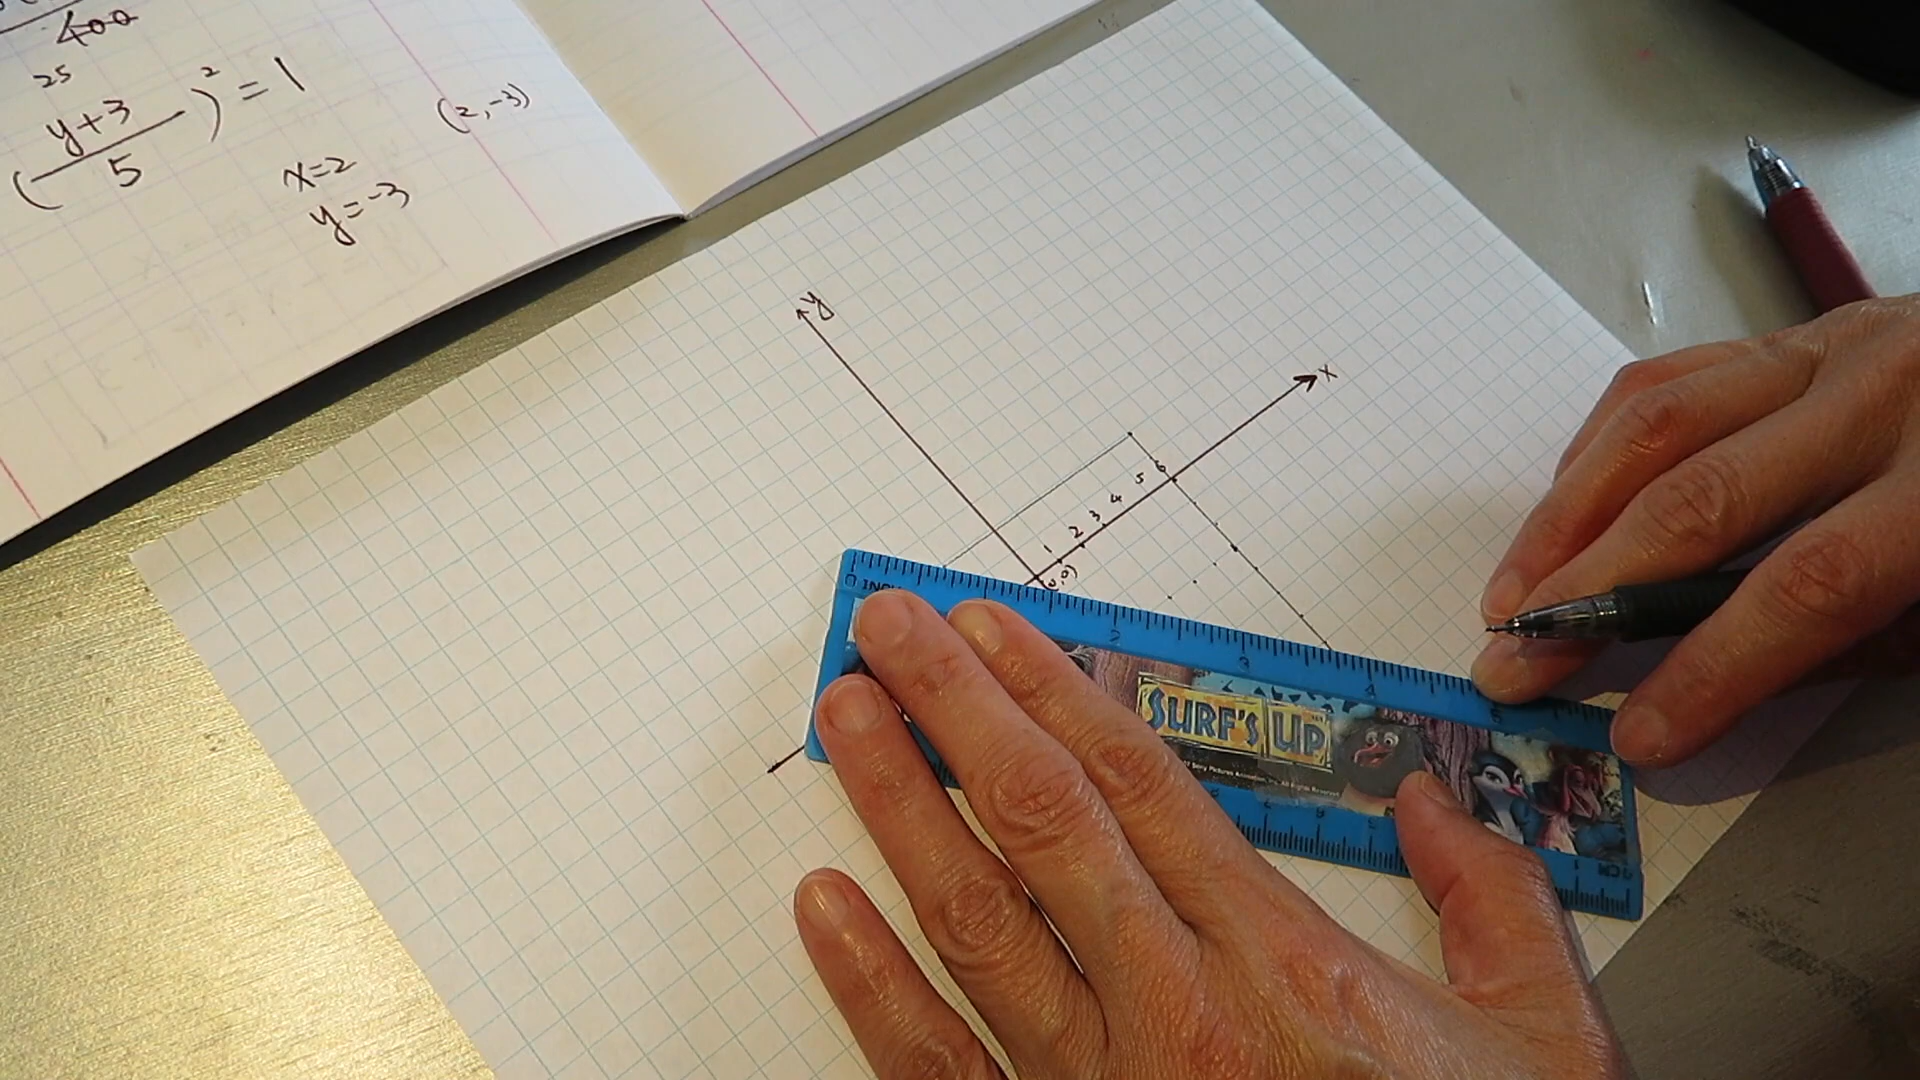 400
25
(y+3/5)² = 1
x=2
y=-3
(2,-3)
y
x
1 2 3 4 5 6
(0,0)
0 INCH 2 3 4 5
SURF'S UP
1 CM